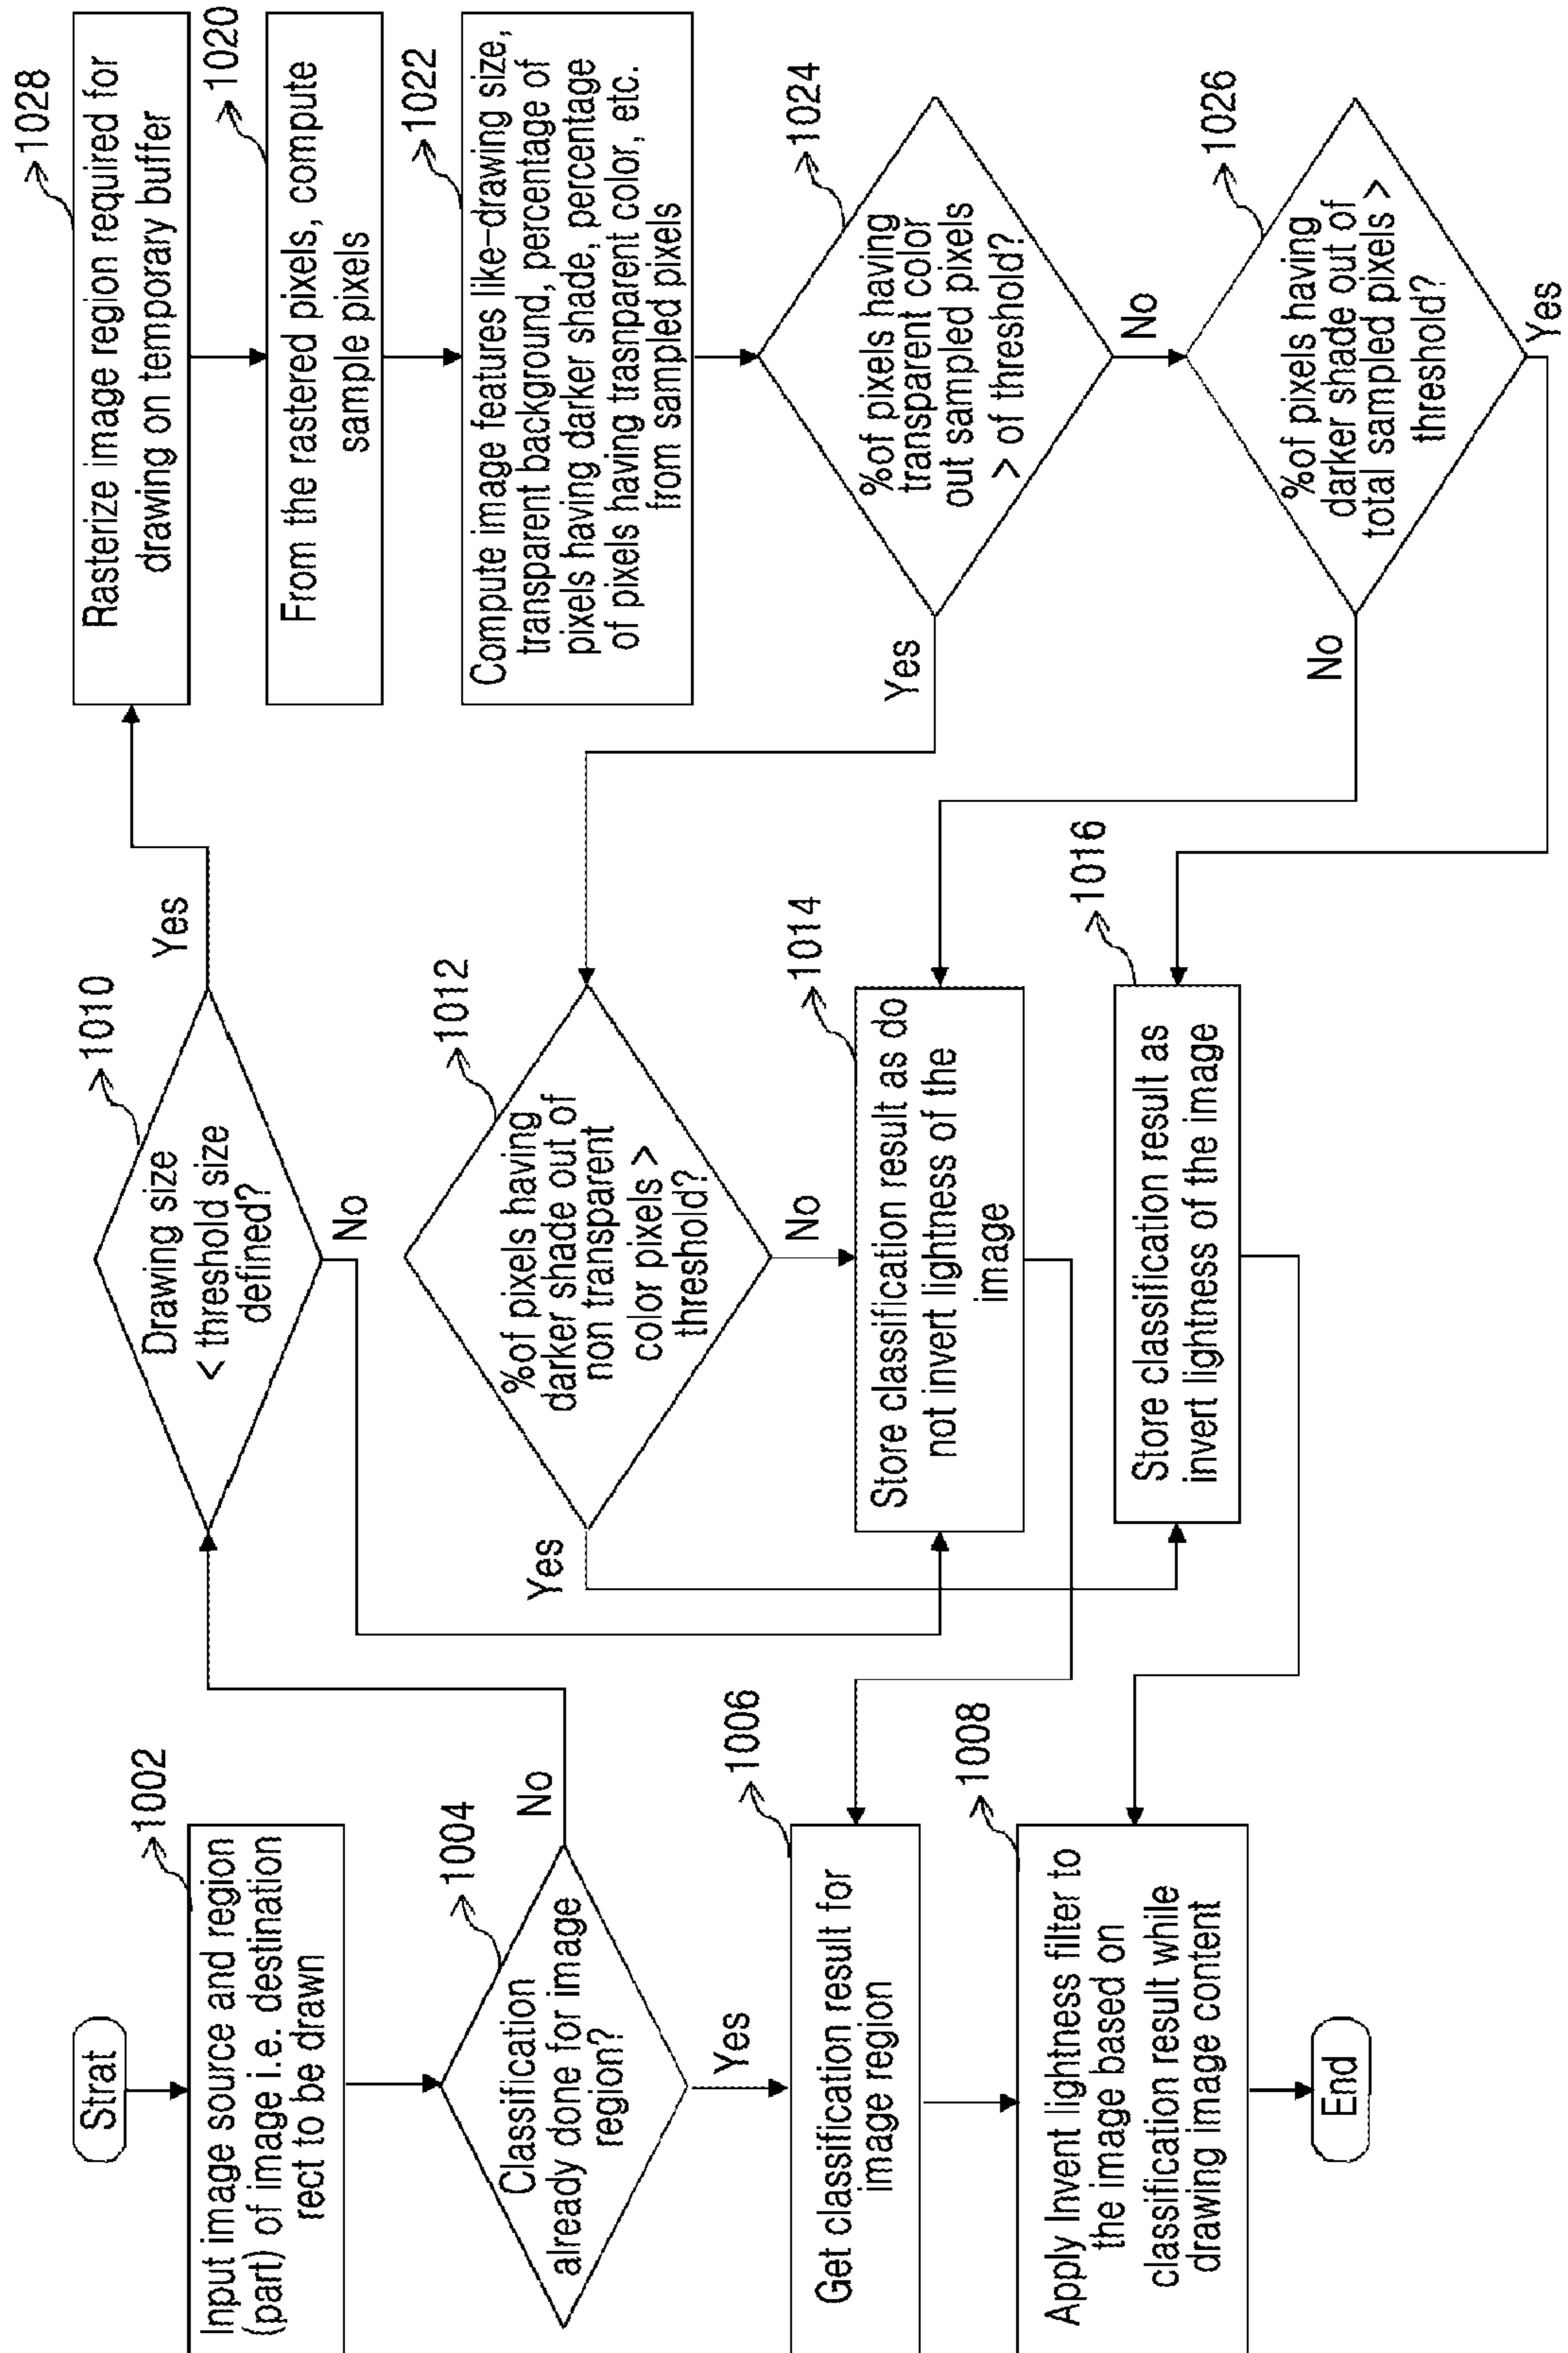 Strat
1002
Input image source and region
(part) of image i.e. destination
rect to be drawn
1004
Classification
already done for image
region?
No
Yes
1006
Get classification result for
image region
1008
Apply Invent lightness filter to
the image based on
classification result while
drawing image content
End
1010
Drawing size
< threshold size
defined?
Yes
No
1012
%of pixels having
darker shade out of
non transparent
color pixels >
threshold?
Yes
No
1014
Store classification result as do
not invert lightness of the
image
1016
Store classification result as
invert lightness of the image
1028
Rasterize image region required for
drawing on temporary buffer
1020
From the rastered pixels, compute
sample pixels
1022
Compute image features like-drawing size,
transparent background, percentage of
pixels having darker shade, percentage
of pixels having trasnparent color, etc.
from sampled pixels
1024
%of pixels having
transparent color
out sampled pixels
> of threshold?
Yes
No
1026
%of pixels having
darker shade out of
total sampled pixels >
threshold?
No
Yes